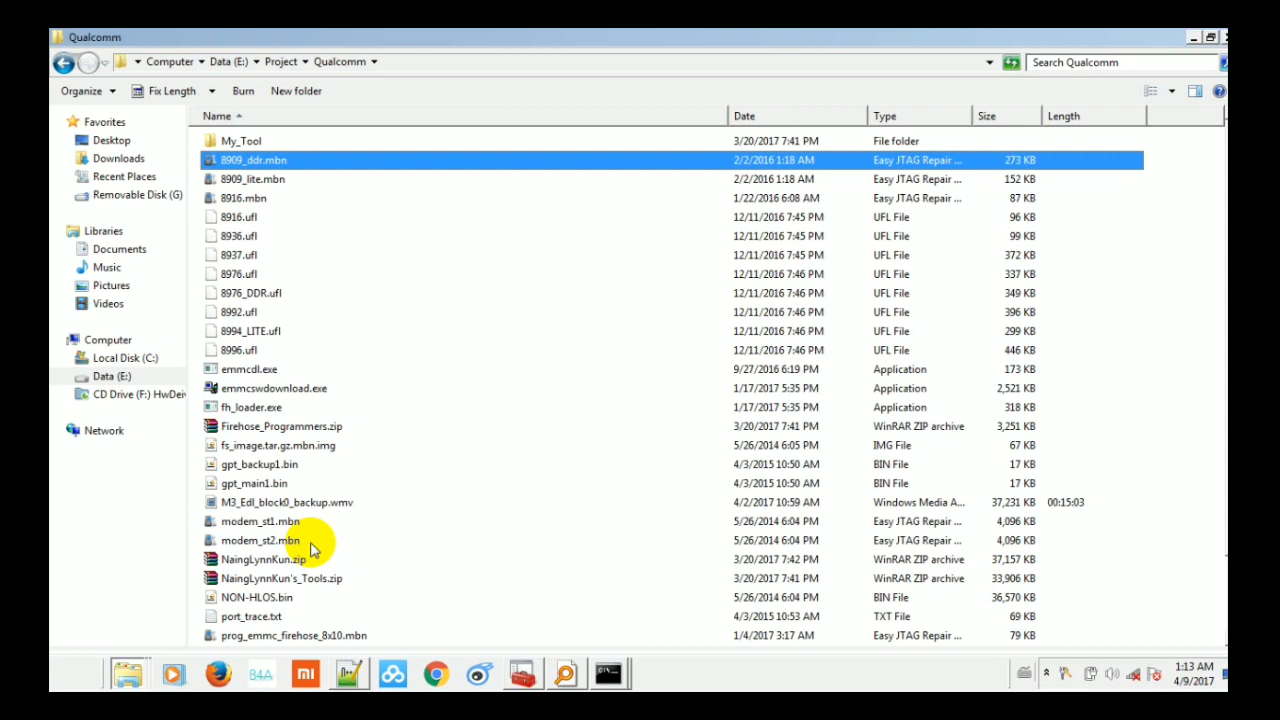 Qualcomm
Computer Data (E:) Project Qualcomm
Search Qualcomm
Organize Fix Length Burn New folder
Name Date Type Size Length
Favorites
Desktop
Downloads
Recent Places
Removable Disk (G)
Libraries
Documents
Music
Pictures
Videos
Computer
Local Disk (C:)
Data (E:)
CD Drive (F:) HwDeiv
Network
My_Tool 3/20/2017 7:41 PM File folder
8909_ddr.mbn 2/2/2016 1:18 AM Easy JTAG Repair ... 273 KB
8909_lite.mbn 2/2/2016 1:18 AM Easy JTAG Repair ... 152 KB
8916.mbn 1/22/2016 6:08 AM Easy JTAG Repair ... 87 KB
8916.ufl 12/11/2016 7:45 PM UFL File 96 KB
8936.ufl 12/11/2016 7:45 PM UFL File 99 KB
8937.ufl 12/11/2016 7:45 PM UFL File 372 KB
8976.ufl 12/11/2016 7:46 PM UFL File 337 KB
8976_DDR.ufl 12/11/2016 7:46 PM UFL File 349 KB
8992.ufl 12/11/2016 7:46 PM UFL File 396 KB
8994_LITE.ufl 12/11/2016 7:46 PM UFL File 299 KB
8996.ufl 12/11/2016 7:46 PM UFL File 446 KB
emmcdl.exe 9/27/2016 6:19 PM Application 173 KB
emmcswdownload.exe 1/17/2017 5:35 PM Application 2,521 KB
fh_loader.exe 1/17/2017 5:35 PM Application 318 KB
Firehose_Programmers.zip 3/20/2017 7:41 PM WinRAR ZIP archive 3,251 KB
fs_image.tar.gz.mbn.img 5/26/2014 6:05 PM IMG File 67 KB
gpt_backup1.bin 4/3/2015 10:50 AM BIN File 17 KB
gpt_main1.bin 4/3/2015 10:50 AM BIN File 17 KB
M3_Edl_block0_backup.wmv 4/2/2017 10:59 AM Windows Media A... 37,231 KB 00:15:03
modem_st1.mbn 5/26/2014 6:04 PM Easy JTAG Repair ... 4,096 KB
modem_st2.mbn 5/26/2014 6:04 PM Easy JTAG Repair ... 4,096 KB
NaingLynnKun.zip 3/20/2017 7:42 PM WinRAR ZIP archive 37,157 KB
NaingLynnKun's_Tools.zip 3/20/2017 7:41 PM WinRAR ZIP archive 33,906 KB
NON-HLOS.bin 5/26/2014 6:04 PM BIN File 36,570 KB
port_trace.txt 4/3/2015 10:53 AM TXT File 69 KB
prog_emmc_firehose_8x10.mbn 1/4/2017 3:17 AM Easy JTAG Repair ... 79 KB
B4A
mi
1:13 AM
4/9/2017